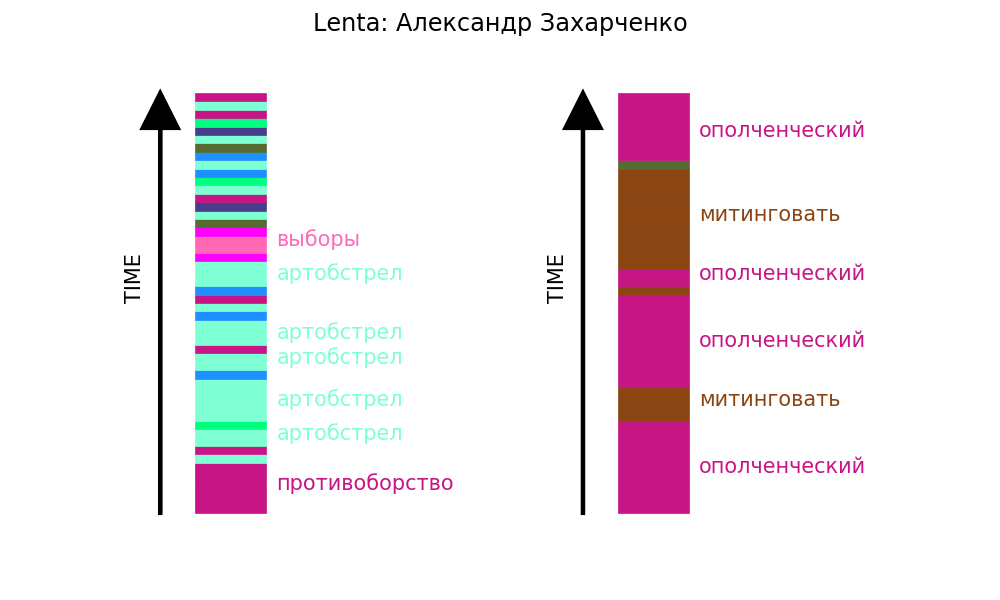 Lenta: Александр Захарченко
TIME
выборы
артобстрел
артобстрел
артобстрел
артобстрел
артобстрел
противоборство
TIME
ополченческий
митинговать
ополченческий
ополченческий
митинговать
ополченческий